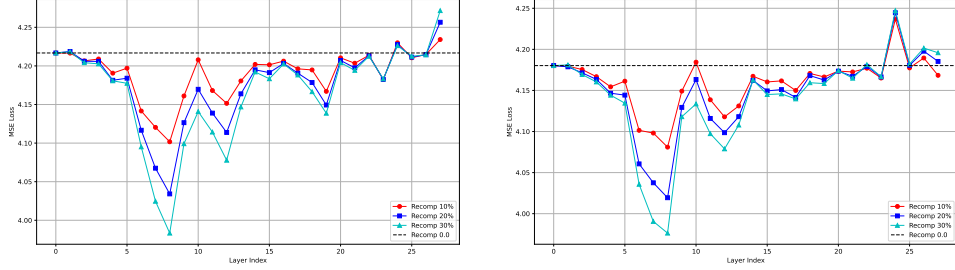 4.25
4.20
4.15
4.10
4.05
4.00
MSE Loss
0
5
10
15
20
25
Layer Index
Recomp 10%
Recomp 20%
Recomp 30%
Recomp 0.0
4.25
4.20
4.15
4.10
4.05
4.00
MSE Loss
0
5
10
15
20
25
Layer Index
Recomp 10%
Recomp 20%
Recomp 30%
Recomp 0.0